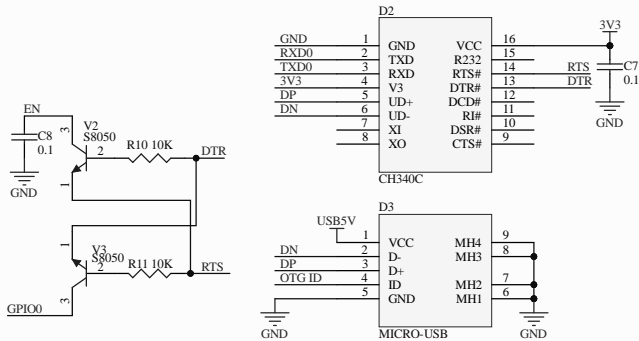 D2
GND 1 GND VCC 16 3V3
RXD0 2 TXD R232 15
TXD0 3 RXD RTS# 14 RTS
3V3 4 V3 DTR# 13 DTR
DP 5 UD+ DCD# 12
DN 6 UD- RI# 11
7 XI DSR# 10
8 XO CTS# 9
CH340C
C7
0.1
GND
EN
C8
0.1
GND
3
V2
S8050
2
R10 10K
DTR
1
1
V3
S8050
2
R11 10K
RTS
3
GPIO0
D3
USB5V
1 VCC MH4 9
DN 2 D- MH3 8
DP 3 D+
OTG ID 4 ID MH2 7
5 GND MH1 6
GND
MICRO-USB
GND